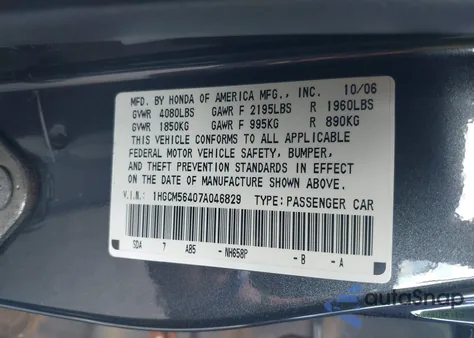 MFD. BY HONDA OF AMERICA MFG., INC. 10/06
GVWR 4080LBS GAWR F 2195LBS R 1960LBS
GVWR 1850KG GAWR F 995KG R 890KG
THIS VEHICLE CONFORMS TO ALL APPLICABLE
FEDERAL MOTOR VEHICLE SAFETY, BUMPER,
AND THEFT PREVENTION STANDARDS IN EFFECT
ON THE DATE OF MANUFACTURE SHOWN ABOVE.
V.I.N.: 1HGCM56407A046829 TYPE: PASSENGER CAR
SDA 7 AB5 -NH658P -B -A
autoSnap